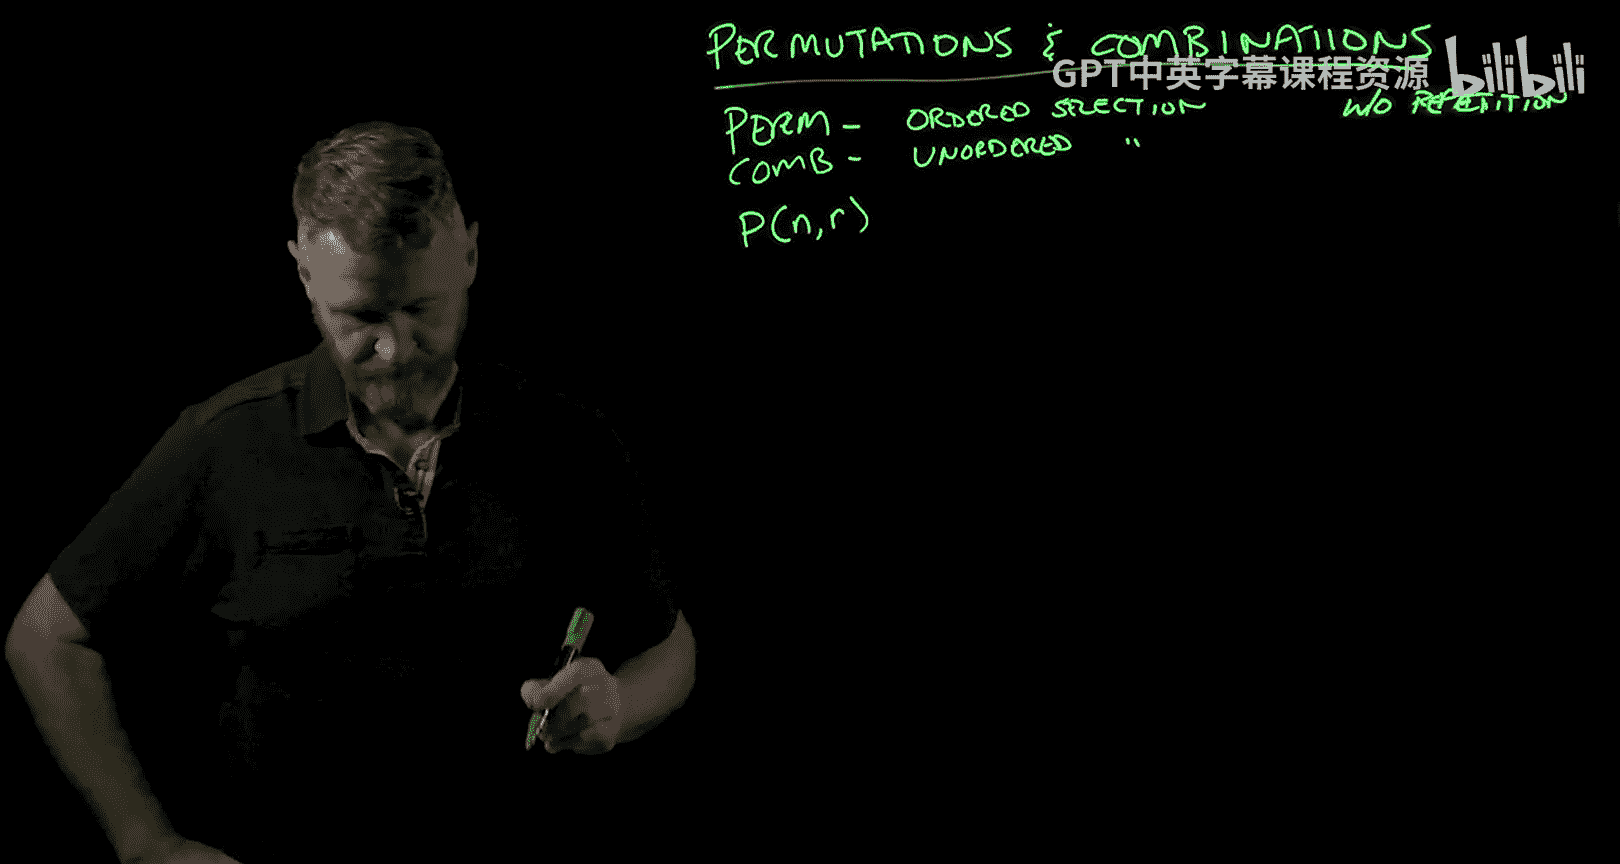 PERMUTATIONS & COMBINATIONS
GPT中英字幕课程资源 bilibili
PERM - ORDERED SELECTION W/O REPETITION
COMB - UNORDERED "
P(n,r)